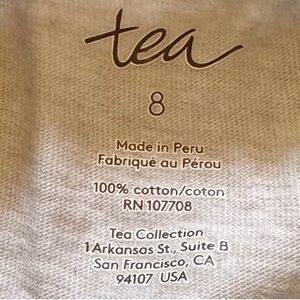 tea
8
Made in Peru
Fabriqué au Pérou
100% cotton/coton
RN 107708
Tea Collection
1 Arkansas St., Suite B
San Francisco, CA
94107 USA